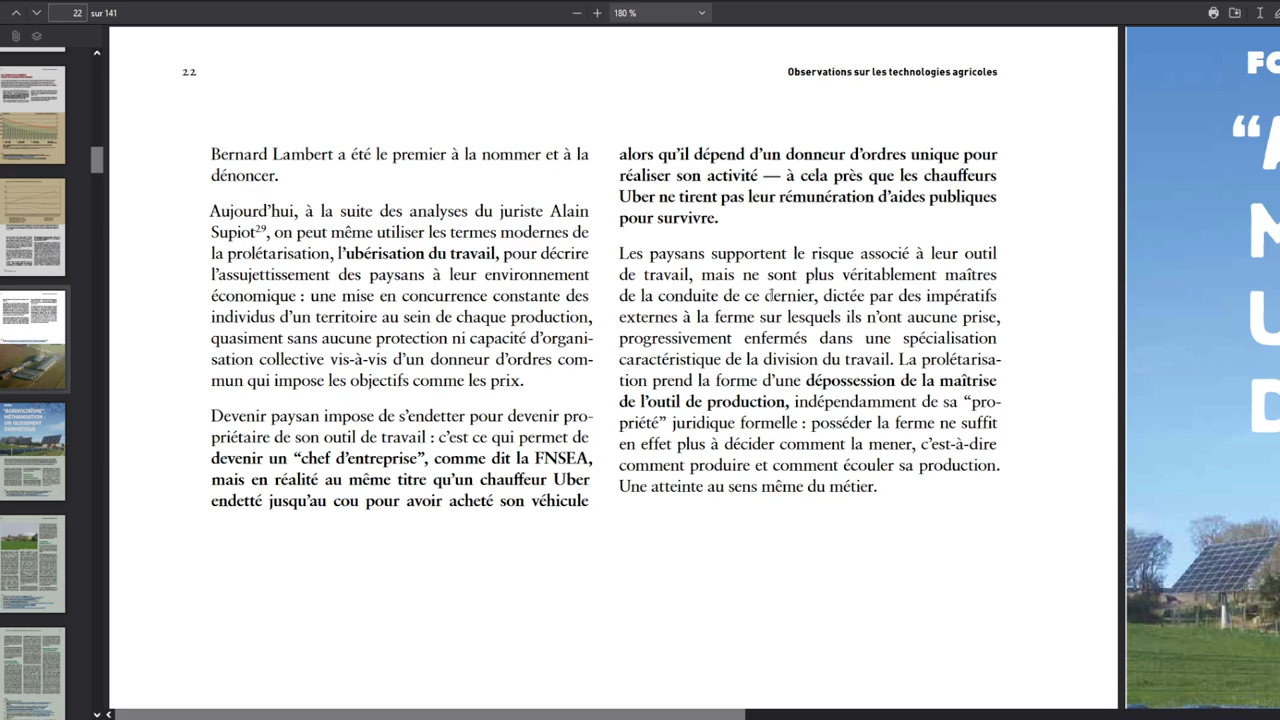 22
sur 141
180 %
22
Observations sur les technologies agricoles
Bernard Lambert a été le premier à la nommer et à la
dénoncer.
Aujourd’hui, à la suite des analyses du juriste Alain
Supiot29, on peut même utiliser les termes modernes de
la prolétarisation, l’ubérisation du travail, pour décrire
l’assujettissement des paysans à leur environnement
économique : une mise en concurrence constante des
individus d’un territoire au sein de chaque production,
quasiment sans aucune protection ni capacité d’organi-
sation collective vis-à-vis d’un donneur d’ordres com-
mun qui impose les objectifs comme les prix.
Devenir paysan impose de s’endetter pour devenir pro-
priétaire de son outil de travail : c’est ce qui permet de
devenir un “chef d’entreprise”, comme dit la FNSEA,
mais en réalité au même titre qu’un chauffeur Uber
endetté jusqu’au cou pour avoir acheté son véhicule
alors qu’il dépend d’un donneur d’ordres unique pour
réaliser son activité — à cela près que les chauffeurs
Uber ne tirent pas leur rémunération d’aides publiques
pour survivre.
Les paysans supportent le risque associé à leur outil
de travail, mais ne sont plus véritablement maîtres
de la conduite de ce dernier, dictée par des impératifs
externes à la ferme sur lesquels ils n’ont aucune prise,
progressivement enfermés dans une spécialisation
caractéristique de la division du travail. La prolétarisa-
tion prend la forme d’une dépossession de la maîtrise
de l’outil de production, indépendamment de sa “pro-
priété” juridique formelle : posséder la ferme ne suffit
en effet plus à décider comment la mener, c’est-à-dire
comment produire et comment écouler sa production.
Une atteinte au sens même du métier.
FO
“A
N
U
D
“AGRIVOLTAÏSME”,
MÉTHANISATION :
UN GLISSEMENT
DRAMATIQUE